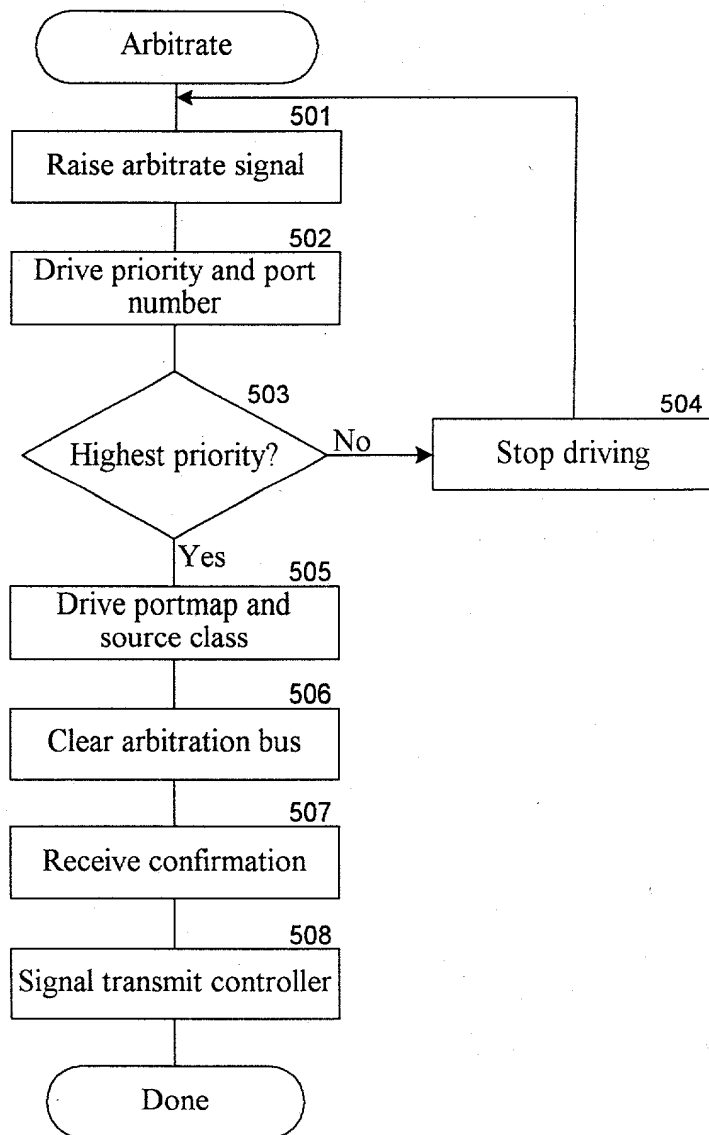 Arbitrate
501
Raise arbitrate signal
502
Drive priority and port
number
503
Highest priority?
No
504
Stop driving
Yes
505
Drive portmap and
source class
506
Clear arbitration bus
507
Receive confirmation
508
Signal transmit controller
Done